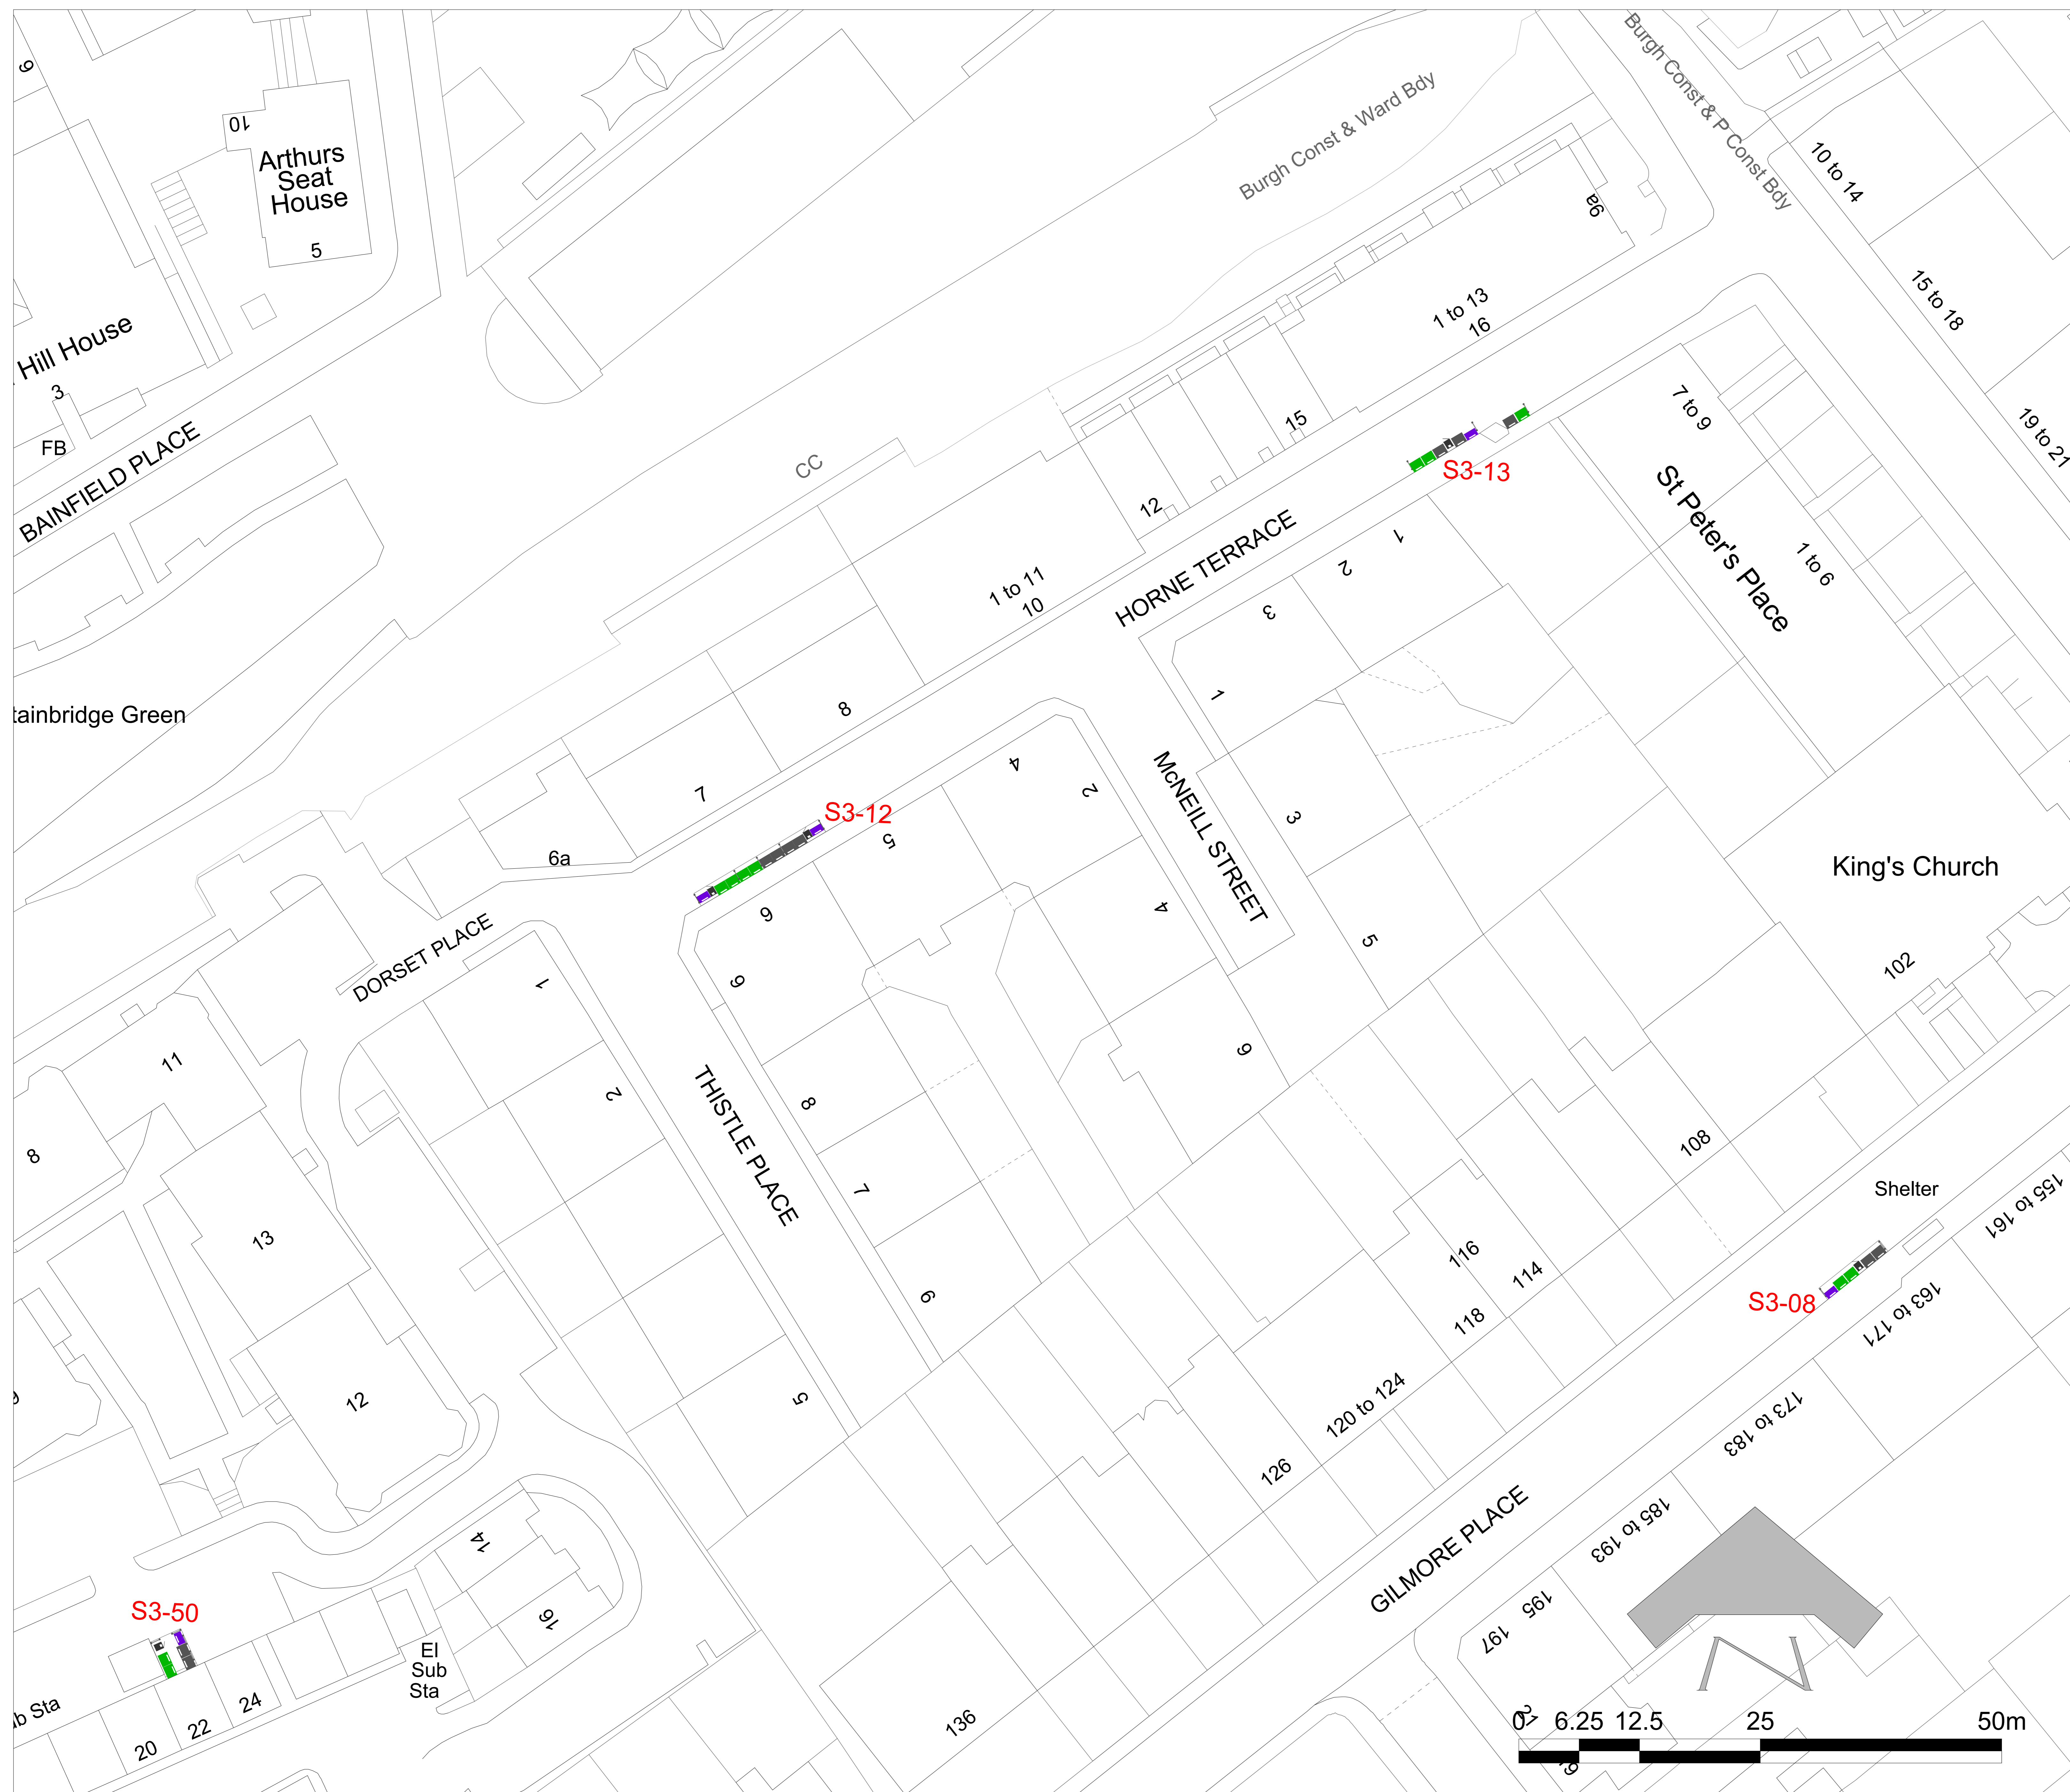 Burgh Const & P Const Bdy
Burgh Const & Ward Bdy
9
10
Arthurs
Seat
House
5
10 to 14
9a
15 to 18
1 to 13
16
Hill House
3
FB
BAINFIELD PLACE
15
7 to 9
19 to 21
CC
S3-13
12
St Peter's Place
HORNE TERRACE
1
2
3
1 to 6
1 to 11
10
1
8
tainbridge Green
7
4
2
McNEILL STREET
3
S3-12
5
6a
6
King's Church
DORSET PLACE
4
5
102
1
9
11
2
8
6
THISTLE PLACE
8
7
108
Shelter
155 to 161
13
116
114
118
S3-08
163 to 171
6
12
5
120 to 124
173 to 183
126
GILMORE PLACE
185 to 193
14
195
197
16
S3-50
El
Sub
Sta
24
22
20
b Sta
136
21
19
0 6.25 12.5 25 50m
N